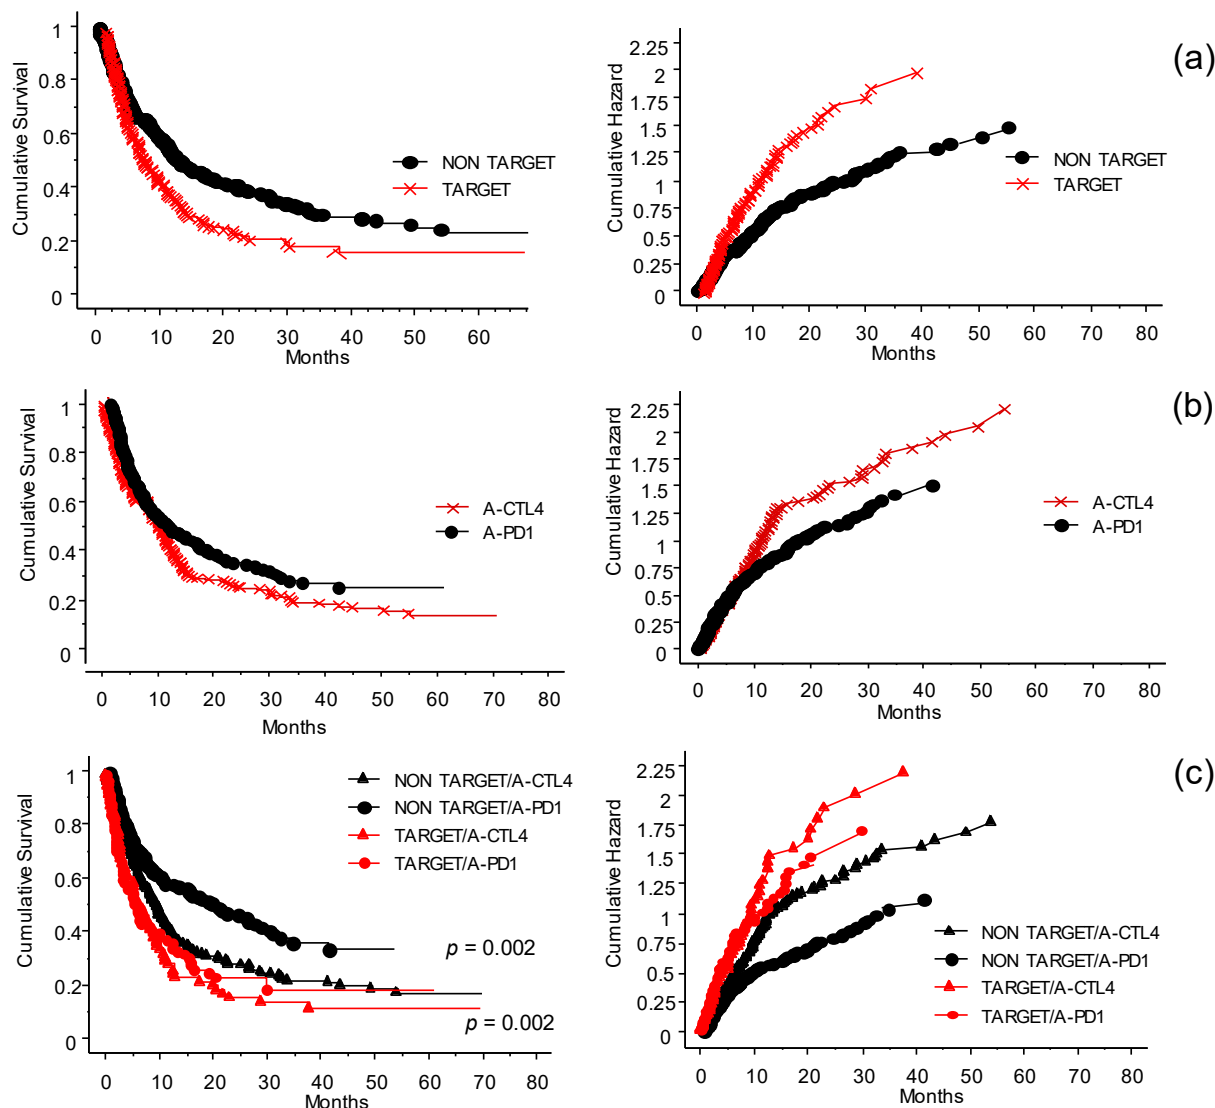 Cumulative Survival
1
0.8
0.6
0.4
0.2
0
0 10 20 30 40 50 60
Months
NON TARGET
TARGET
Cumulative Hazard
2.25
2
1.75
1.5
1.25
1
0.75
0.5
0.25
0
0 10 20 30 40 50 60 70 80
Months
NON TARGET
TARGET
(a)
Cumulative Survival
1
0.8
0.6
0.4
0.2
0
0 10 20 30 40 50 60 70 80
Months
A-CTL4
A-PD1
Cumulative Hazard
2.25
2
1.75
1.5
1.25
1
0.75
0.5
0.25
0
0 10 20 30 40 50 60 70 80
Months
A-CTL4
A-PD1
(b)
Cumulative Survival
1
0.8
0.6
0.4
0.2
0
0 10 20 30 40 50 60 70 80
Months
NON TARGET/A-CTL4
NON TARGET/A-PD1
TARGET/A-CTL4
TARGET/A-PD1
p = 0.002
p = 0.002
Cumulative Hazard
2.25
2
1.75
1.5
1.25
1
0.75
0.5
0.25
0
0 10 20 30 40 50 60 70 80
Months
NON TARGET/A-CTL4
NON TARGET/A-PD1
TARGET/A-CTL4
TARGET/A-PD1
(c)